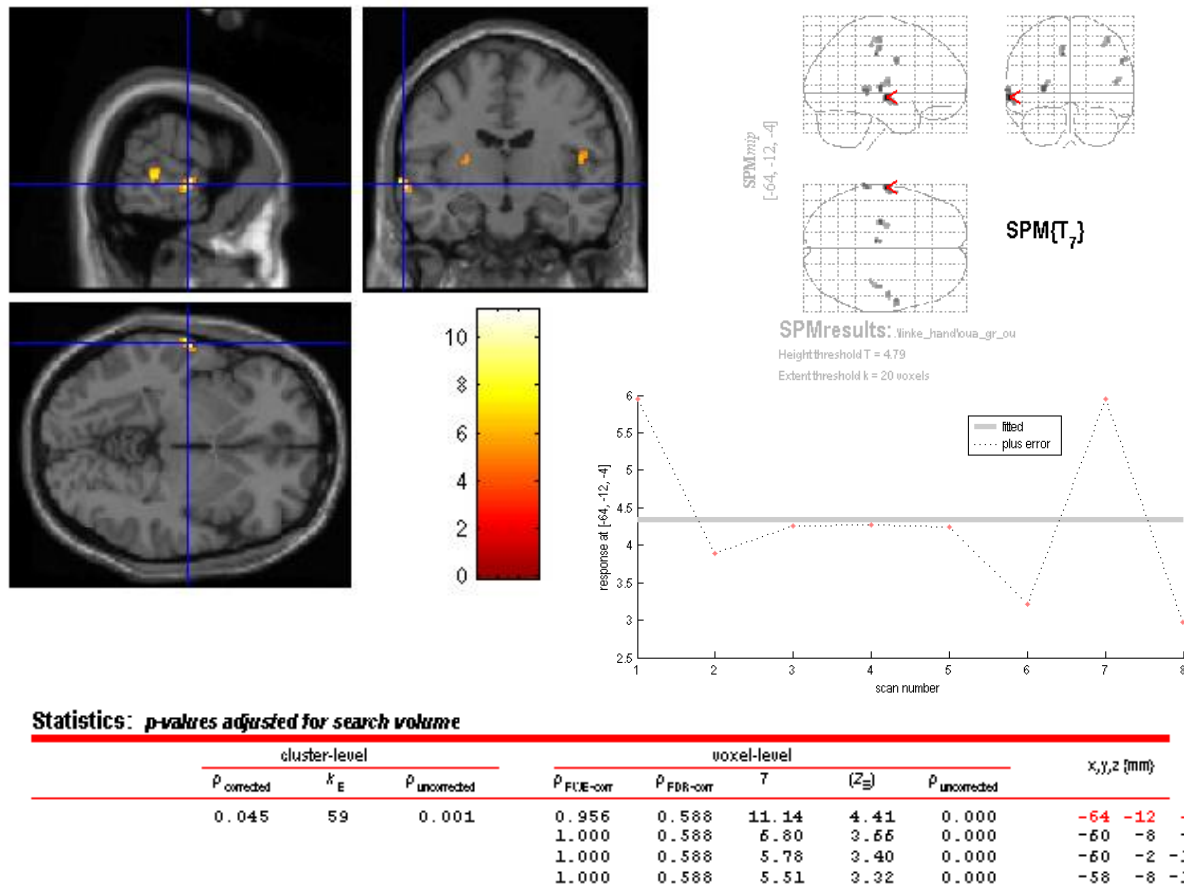 SPMmip
[-64, -12, -4]
SPM{T7}
SPMresults: .\linke_hand\oua_gr_ou
Height threshold T = 4.79
Extent threshold k = 20 voxels
10
8
6
4
2
0
6
5.5
5
4.5
4
3.5
3
2.5
response at [-64, -12, -4]
fitted
plus error
1 2 3 4 5 6 7 8
scan number
Statistics: p-values adjusted for search volume
cluster-level voxel-level x,y,z {mm}
p corrected k E p uncorrected p FWE-corr p FDR-corr T (Z≡) p uncorrected
0.045 59 0.001 0.956 0.588 11.14 4.41 0.000 -64 -12
1.000 0.588 6.80 3.66 0.000 -60 -8
1.000 0.588 5.78 3.40 0.000 -60 -2
1.000 0.588 5.51 3.32 0.000 -58 -8